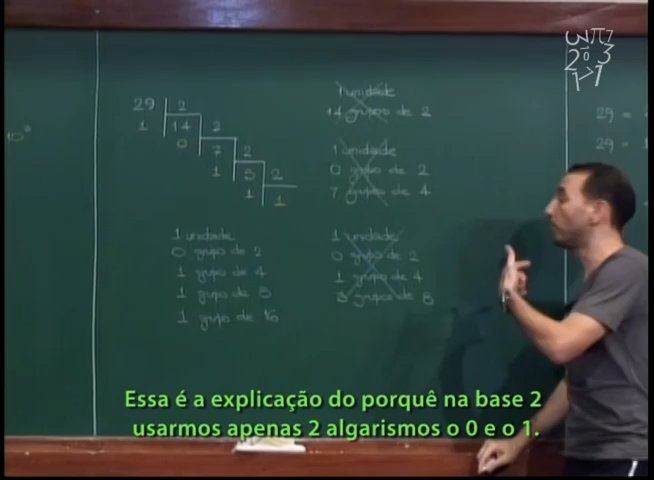 29 2
1 14 2
0 7 2
1 3 2
1 1
1 unidade
14 grupos de 2
1 unidade
0 grupo de 2
7 grupos de 4
1 unidade
0 grupo de 2
1 grupo de 4
1 grupo de 8
1 grupo de 16
1 unidade
0 grupo de 2
1 grupo de 4
3 grupos de 8
29 =
29 =
Essa é a explicação do porquê na base 2
usarmos apenas 2 algarismos o 0 e o 1.